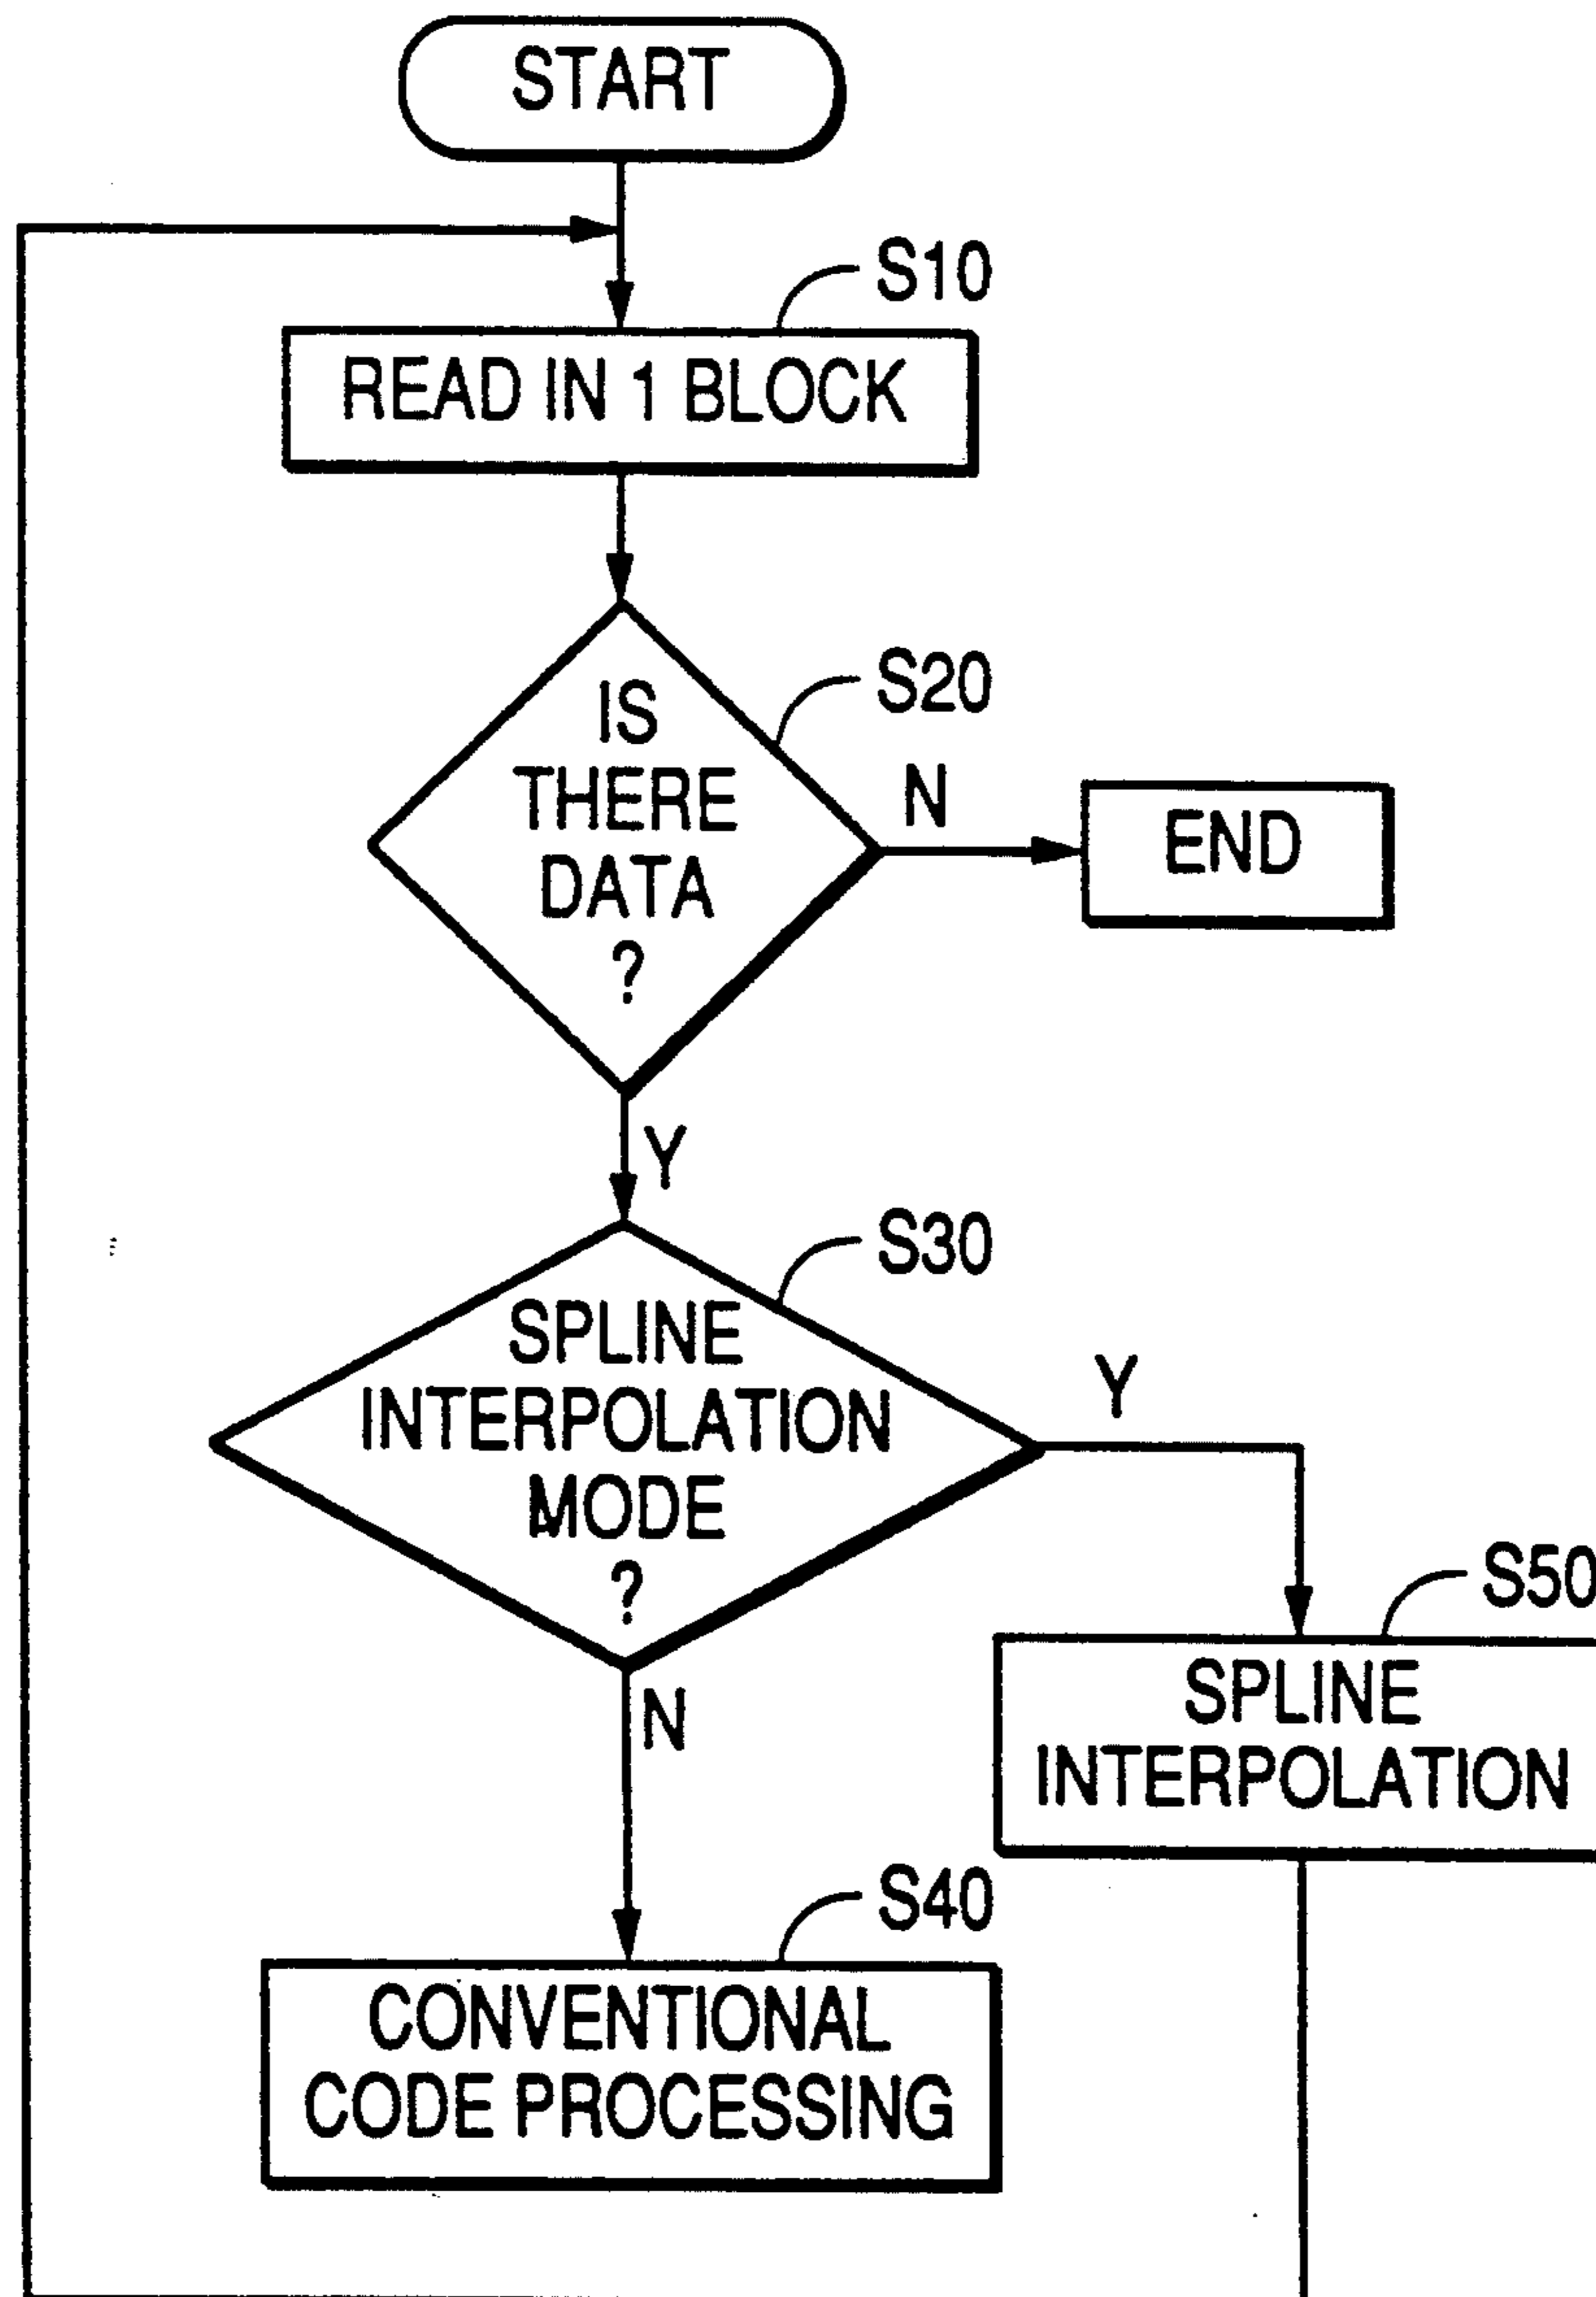 START
S10
READ IN 1 BLOCK
S20
IS
THERE
DATA
?
N
END
Y
S30
SPLINE
INTERPOLATION
MODE
?
Y
N
S50
SPLINE
INTERPOLATION
S40
CONVENTIONAL
CODE PROCESSING